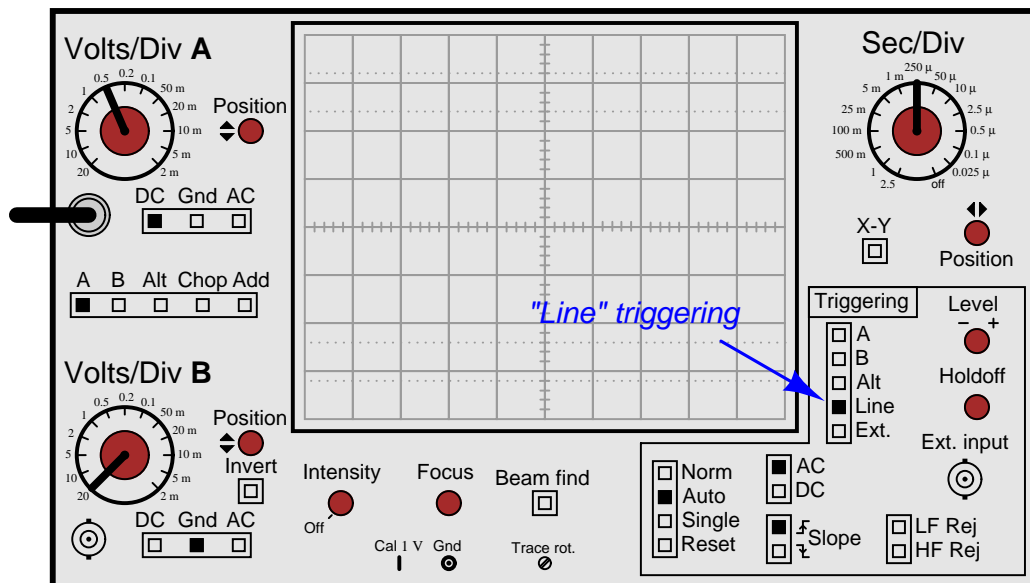 Volts/Div A
0.5 0.2 0.1
1 50 m
2 20 m
5 10 m
10 5 m
20 2 m
Position
DC Gnd AC
A B Alt Chop Add
Volts/Div B
0.5 0.2 0.1
1 50 m
2 20 m
5 10 m
10 5 m
20 2 m
Position
Invert
DC Gnd AC
"Line" triggering
Intensity
Off
Focus
Beam find
Cal 1 V Gnd
Trace rot.
Sec/Div
250 µ
1 m 50 µ
5 m 10 µ
25 m 2.5 µ
100 m 0.5 µ
500 m 0.1 µ
1 0.025 µ
2.5 off
X-Y
Position
Triggering
A
B
Alt
Line
Ext.
Level
− +
Holdoff
Ext. input
Norm
Auto
Single
Reset
AC
DC
Slope
LF Rej
HF Rej